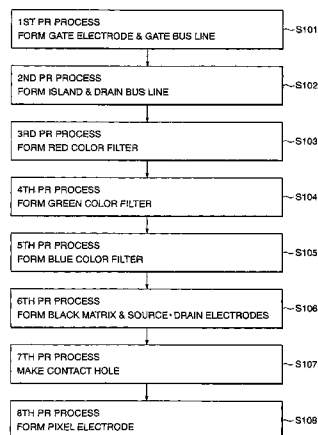 1ST PR PROCESS
FORM GATE ELECTRODE & GATE BUS LINE
S101
2ND PR PROCESS
FORM ISLAND & DRAIN BUS LINE
S102
3RD PR PROCESS
FORM RED COLOR FILTER
S103
4TH PR PROCESS
FORM GREEN COLOR FILTER
S104
5TH PR PROCESS
FORM BLUE COLOR FILTER
S105
6TH PR PROCESS
FORM BLACK MATRIX & SOURCE・DRAIN ELECTRODES
S106
7TH PR PROCESS
MAKE CONTACT HOLE
S107
8TH PR PROCESS
FORM PIXEL ELECTRODE
S108